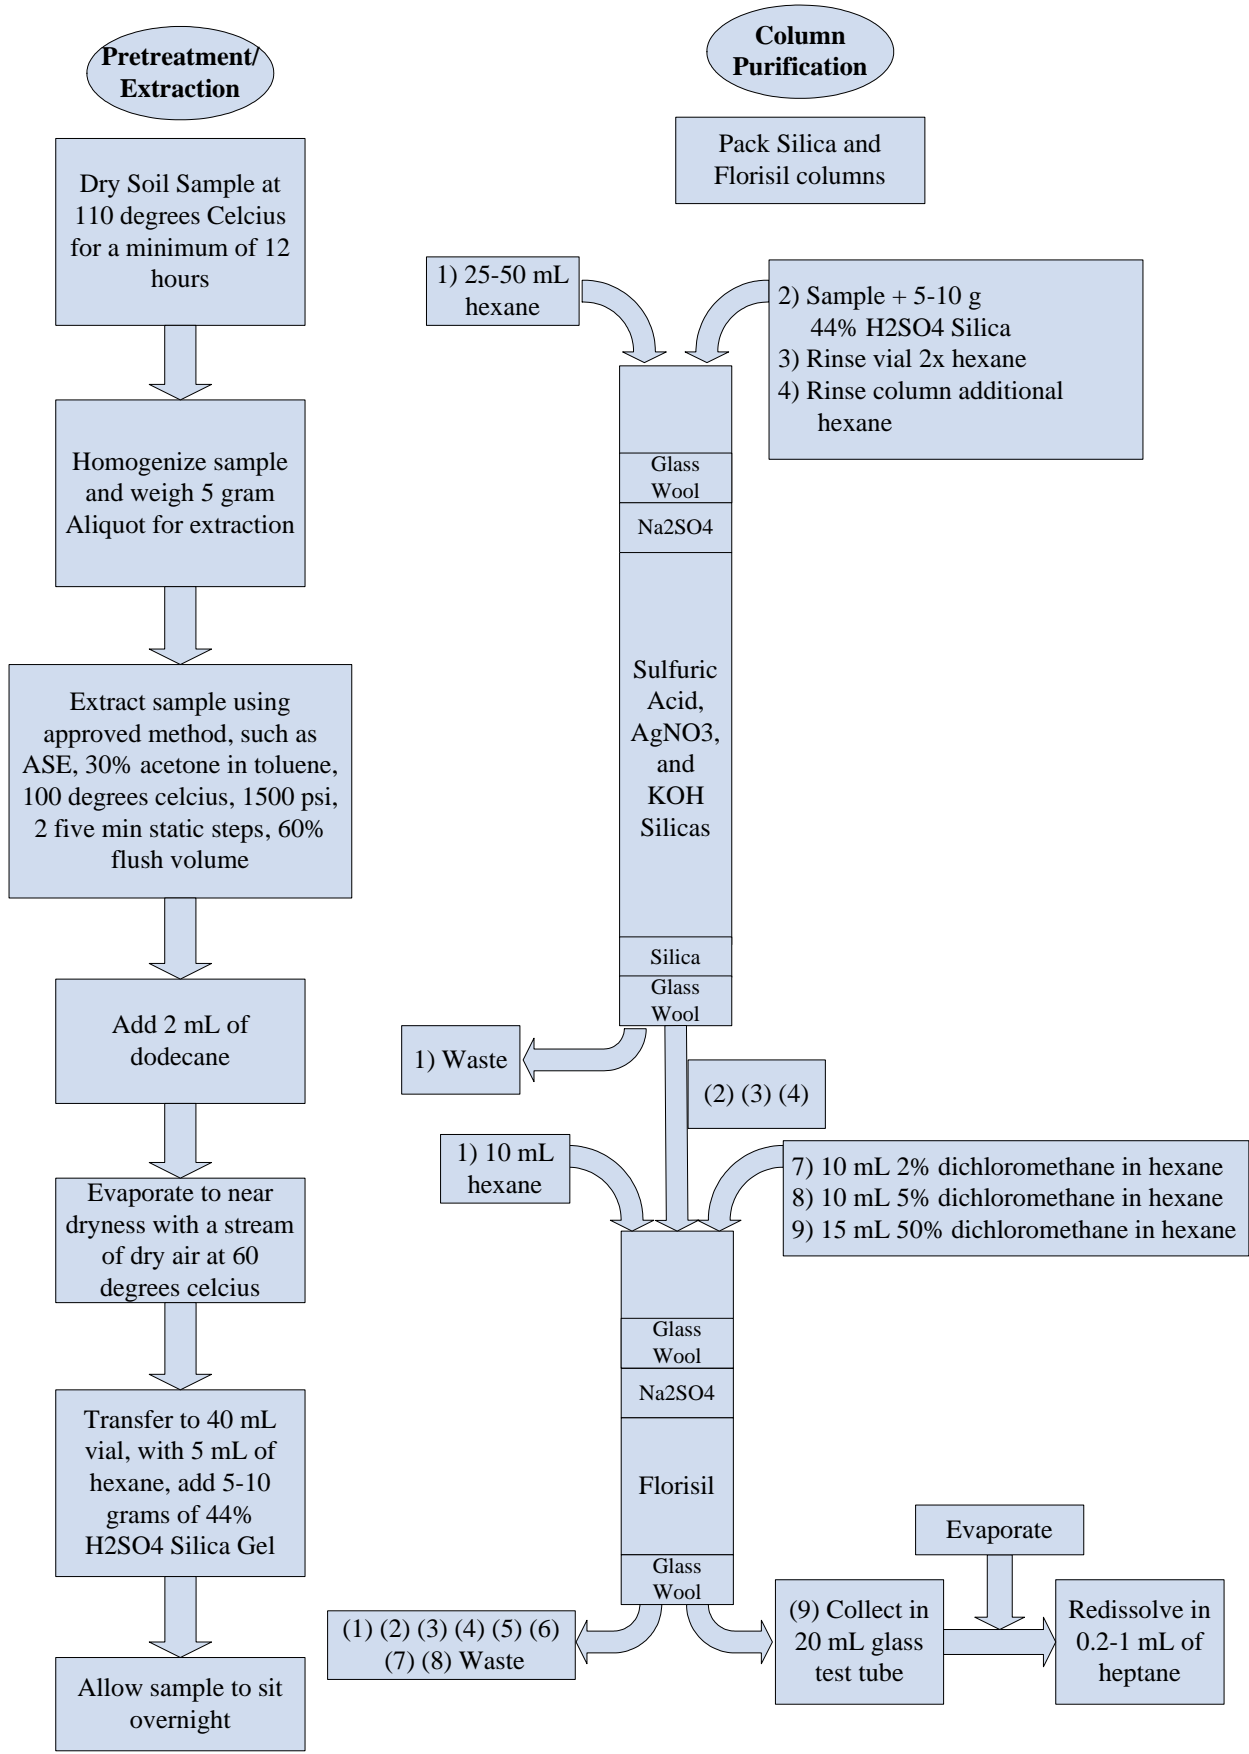 Pretreatment/
Extraction
Dry Soil Sample at
110 degrees Celcius
for a minimum of 12
hours
Homogenize sample
and weigh 5 gram
Aliquot for extraction
Extract sample using
approved method, such as
ASE, 30% acetone in toluene,
100 degrees celcius, 1500 psi,
2 five min static steps, 60%
flush volume
Add 2 mL of
dodecane
Evaporate to near
dryness with a stream
of dry air at 60
degrees celcius
Transfer to 40 mL
vial, with 5 mL of
hexane, add 5-10
grams of 44%
H2SO4 Silica Gel
Allow sample to sit
overnight
Column
Purification
Pack Silica and
Florisil columns
1) 25-50 mL
hexane
2) Sample + 5-10 g
44% H2SO4 Silica
3) Rinse vial 2x hexane
4) Rinse column additional
hexane
Glass
Wool
Na2SO4
Sulfuric
Acid,
AgNO3,
and
KOH
Silicas
Silica
Glass
Wool
1) Waste
(2) (3) (4)
1) 10 mL
hexane
7) 10 mL 2% dichloromethane in hexane
8) 10 mL 5% dichloromethane in hexane
9) 15 mL 50% dichloromethane in hexane
Glass
Wool
Na2SO4
Florisil
Glass
Wool
(1) (2) (3) (4) (5) (6)
(7) (8) Waste
(9) Collect in
20 mL glass
test tube
Evaporate
Redissolve in
0.2-1 mL of
heptane